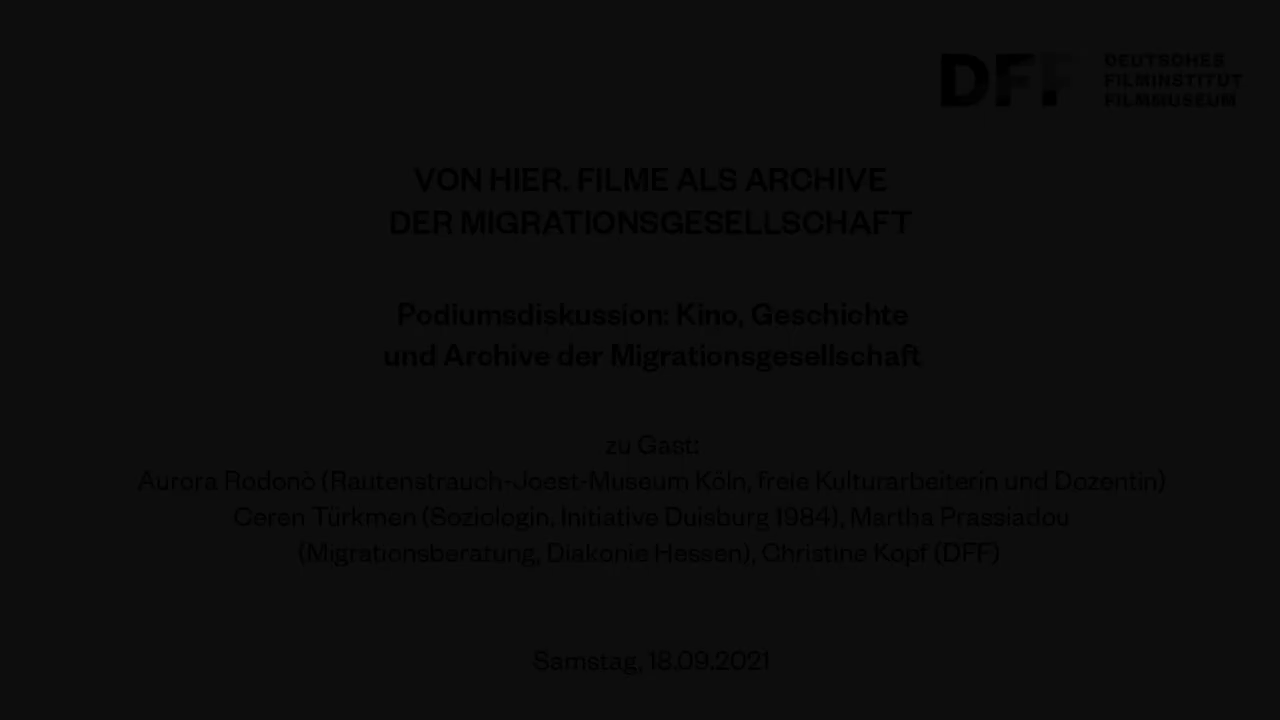 DFF
DEUTSCHES
FILMINSTITUT
FILMMUSEUM
VON HIER. FILME ALS ARCHIVE
DER MIGRATIONSGESELLSCHAFT
Podiumsdiskussion: Kino, Geschichte
und Archive der Migrationsgesellschaft
zu Gast:
Aurora Rodonò (Rautenstrauch-Joest-Museum Köln, freie Kulturarbeiterin und Dozentin)
Ceren Türkmen (Soziologin, Initiative Duisburg 1984), Martha Prassiadou
(Migrationsberatung, Diakonie Hessen), Christine Kopf (DFF)
Samstag, 18.09.2021